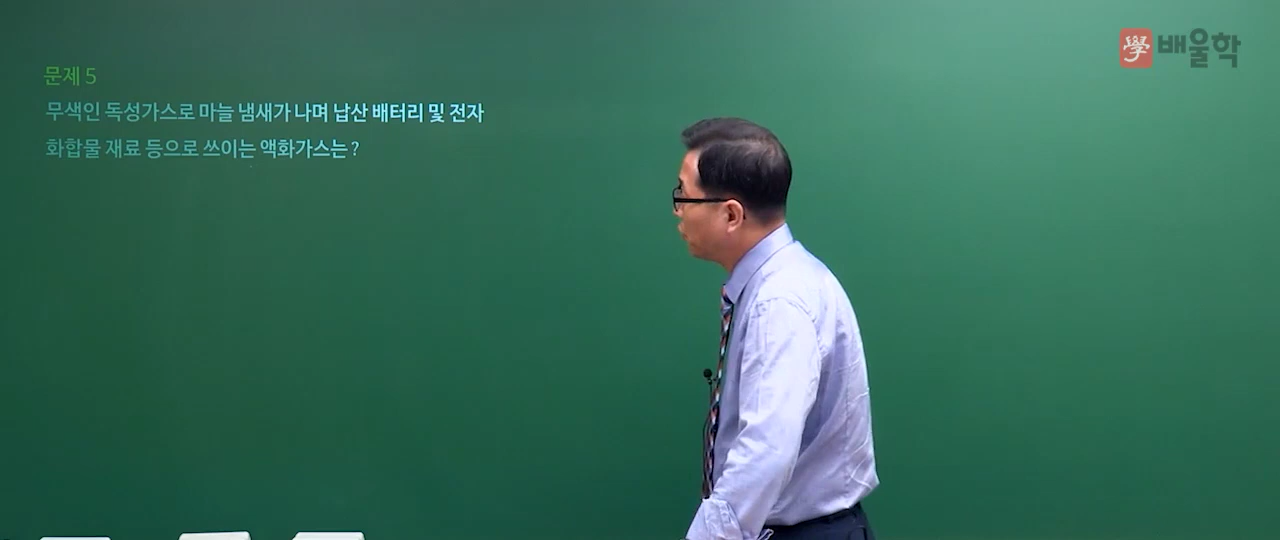 學 배울학
문제 5
무색인 독성가스로 마늘 냄새가 나며 납산 배터리 및 전자
화합물 재료 등으로 쓰이는 액화가스는?